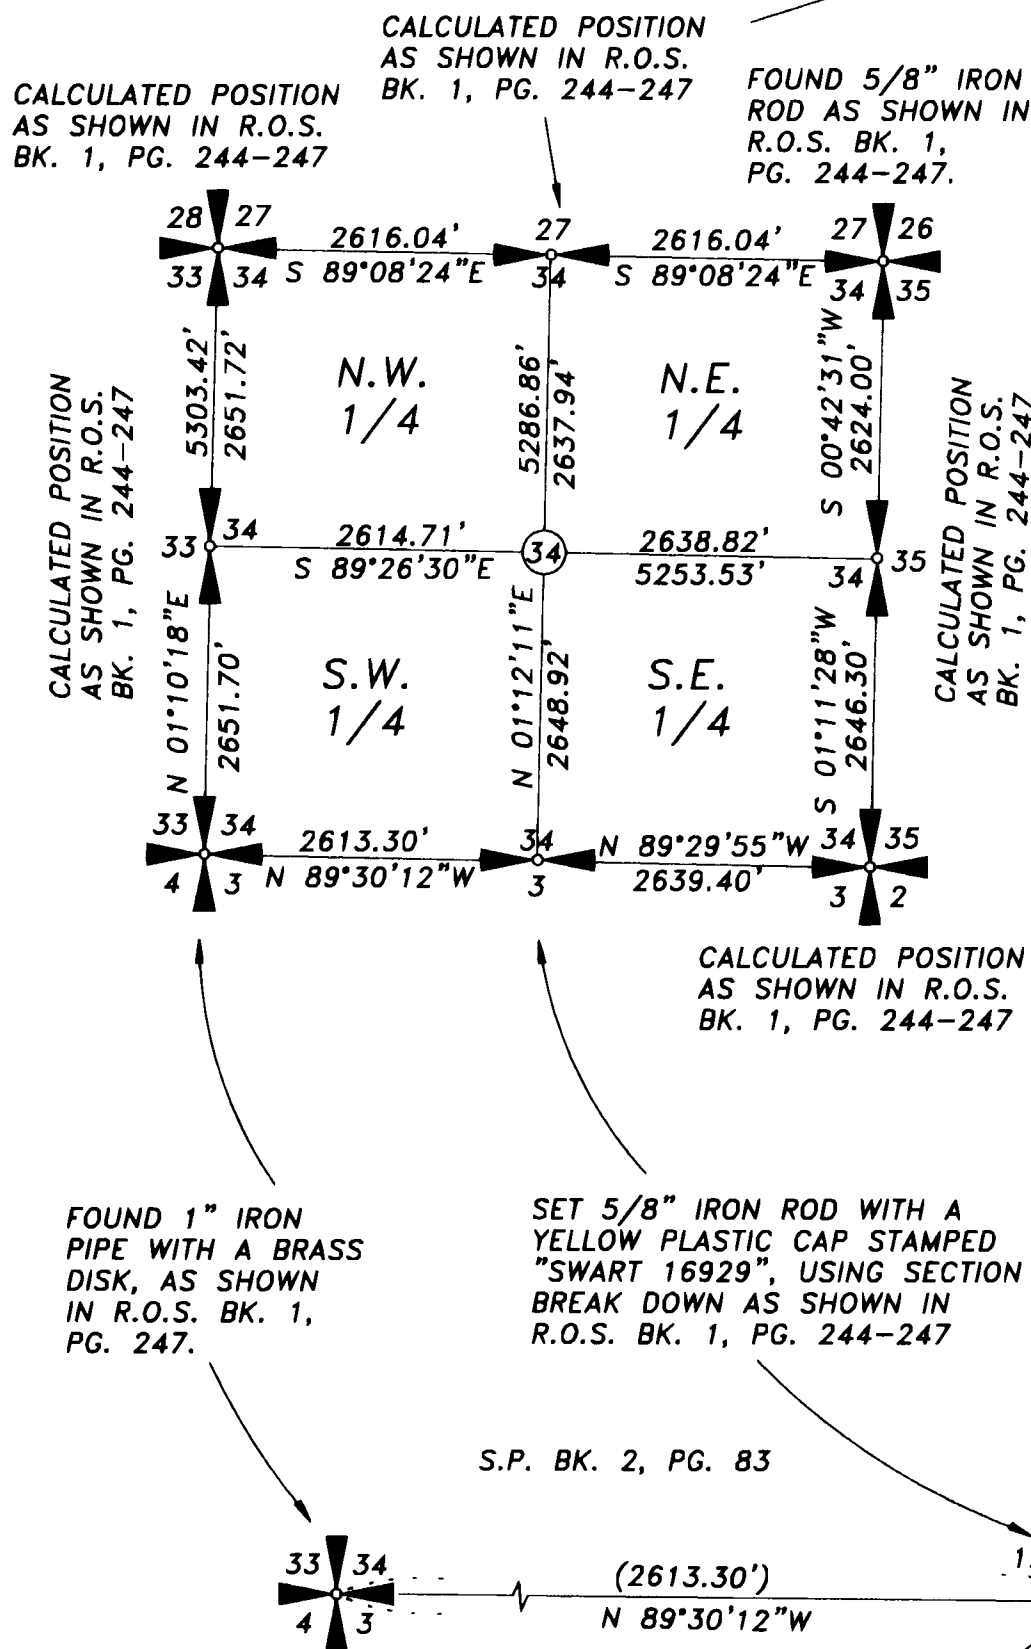 CALCULATED POSITION
AS SHOWN IN R.O.S.
BK. 1, PG. 244-247
CALCULATED POSITION
AS SHOWN IN R.O.S.
BK. 1, PG. 244-247
FOUND 5/8" IRON
ROD AS SHOWN IN
R.O.S. BK. 1,
PG. 244-247.
28 27
33 34
2616.04'
S 89°08'24"E
27
34
2616.04'
S 89°08'24"E
27 26
34 35
CALCULATED POSITION
AS SHOWN IN R.O.S.
BK. 1, PG. 244-247
5303.42'
2651.72'
N.W.
1/4
5286.86'
2637.94'
N.E.
1/4
S 00°42'31"W
2624.00'
CALCULATED POSITION
AS SHOWN IN R.O.S.
BK. 1, PG. 244-247
33 34
2614.71'
S 89°26'30"E
34
2638.82'
5253.53'
34 35
N 01°10'18"E
2651.70'
S.W.
1/4
N 01°12'11"E
2648.92'
S.E.
1/4
S 01°11'28"W
2646.30'
33 34
4 3
2613.30'
N 89°30'12"W
34
3
N 89°29'55"W
2639.40'
34 35
3 2
CALCULATED POSITION
AS SHOWN IN R.O.S.
BK. 1, PG. 244-247
FOUND 1" IRON
PIPE WITH A BRASS
DISK, AS SHOWN
IN R.O.S. BK. 1,
PG. 247.
SET 5/8" IRON ROD WITH A
YELLOW PLASTIC CAP STAMPED
"SWART 16929", USING SECTION
BREAK DOWN AS SHOWN IN
R.O.S. BK. 1, PG. 244-247
S.P. BK. 2, PG. 83
33 34
4 3
(2613.30')
N 89°30'12"W